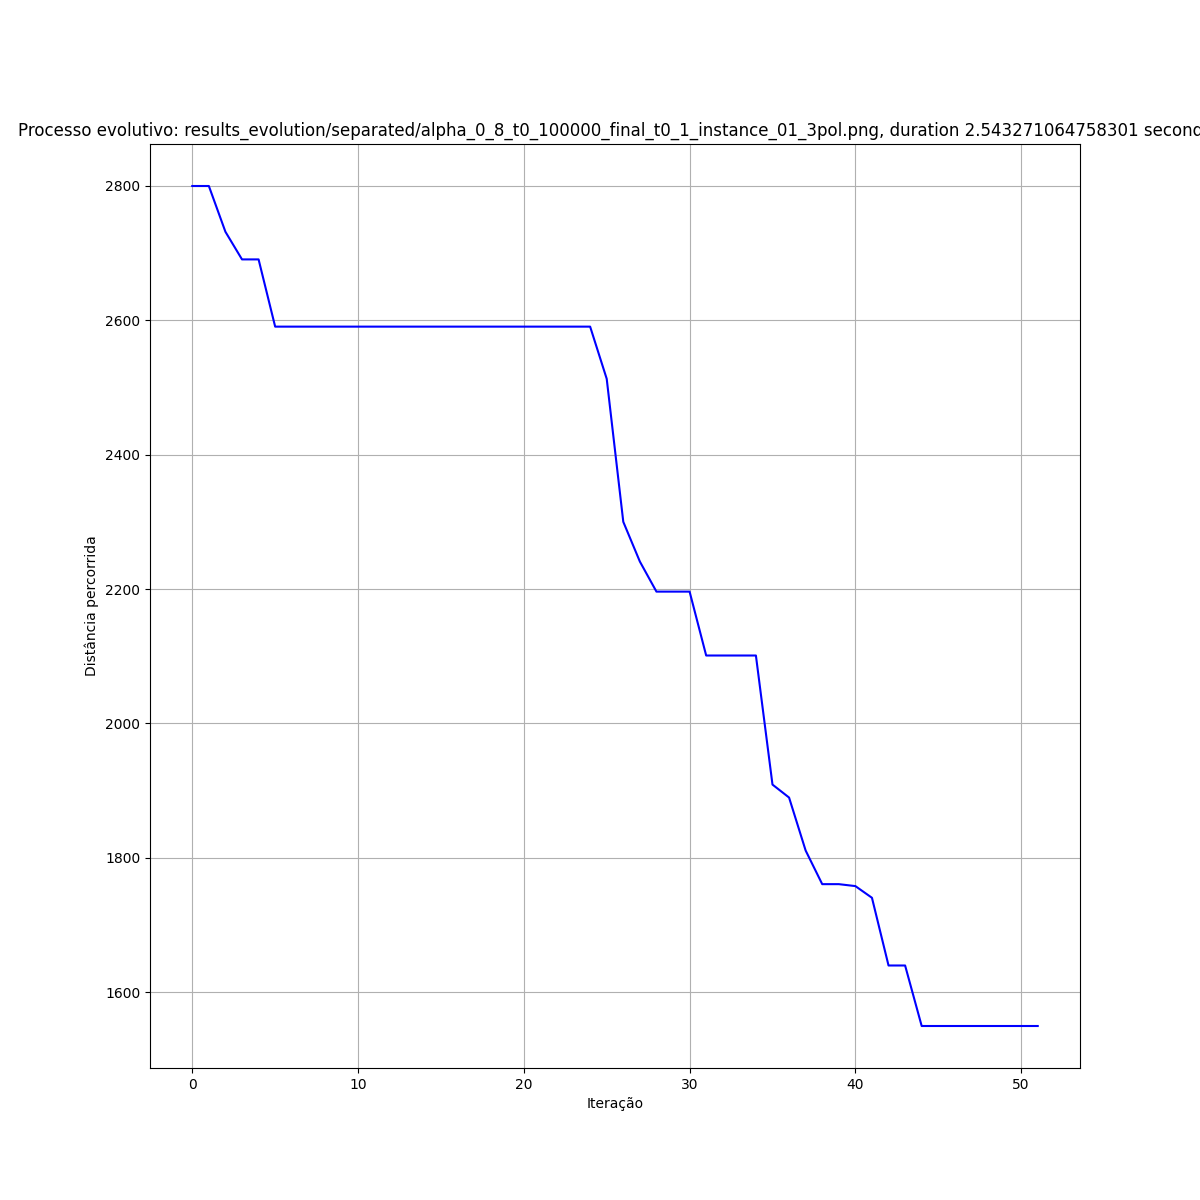 Processo evolutivo: results_evolution/separated/alpha_0_8_t0_100000_final_t0_1_instance_01_3pol.png, duration 2.543271064758301 second
2800
2600
2400
2200
2000
1800
1600
Distância percorrida
0 10 20 30 40 50
Iteração